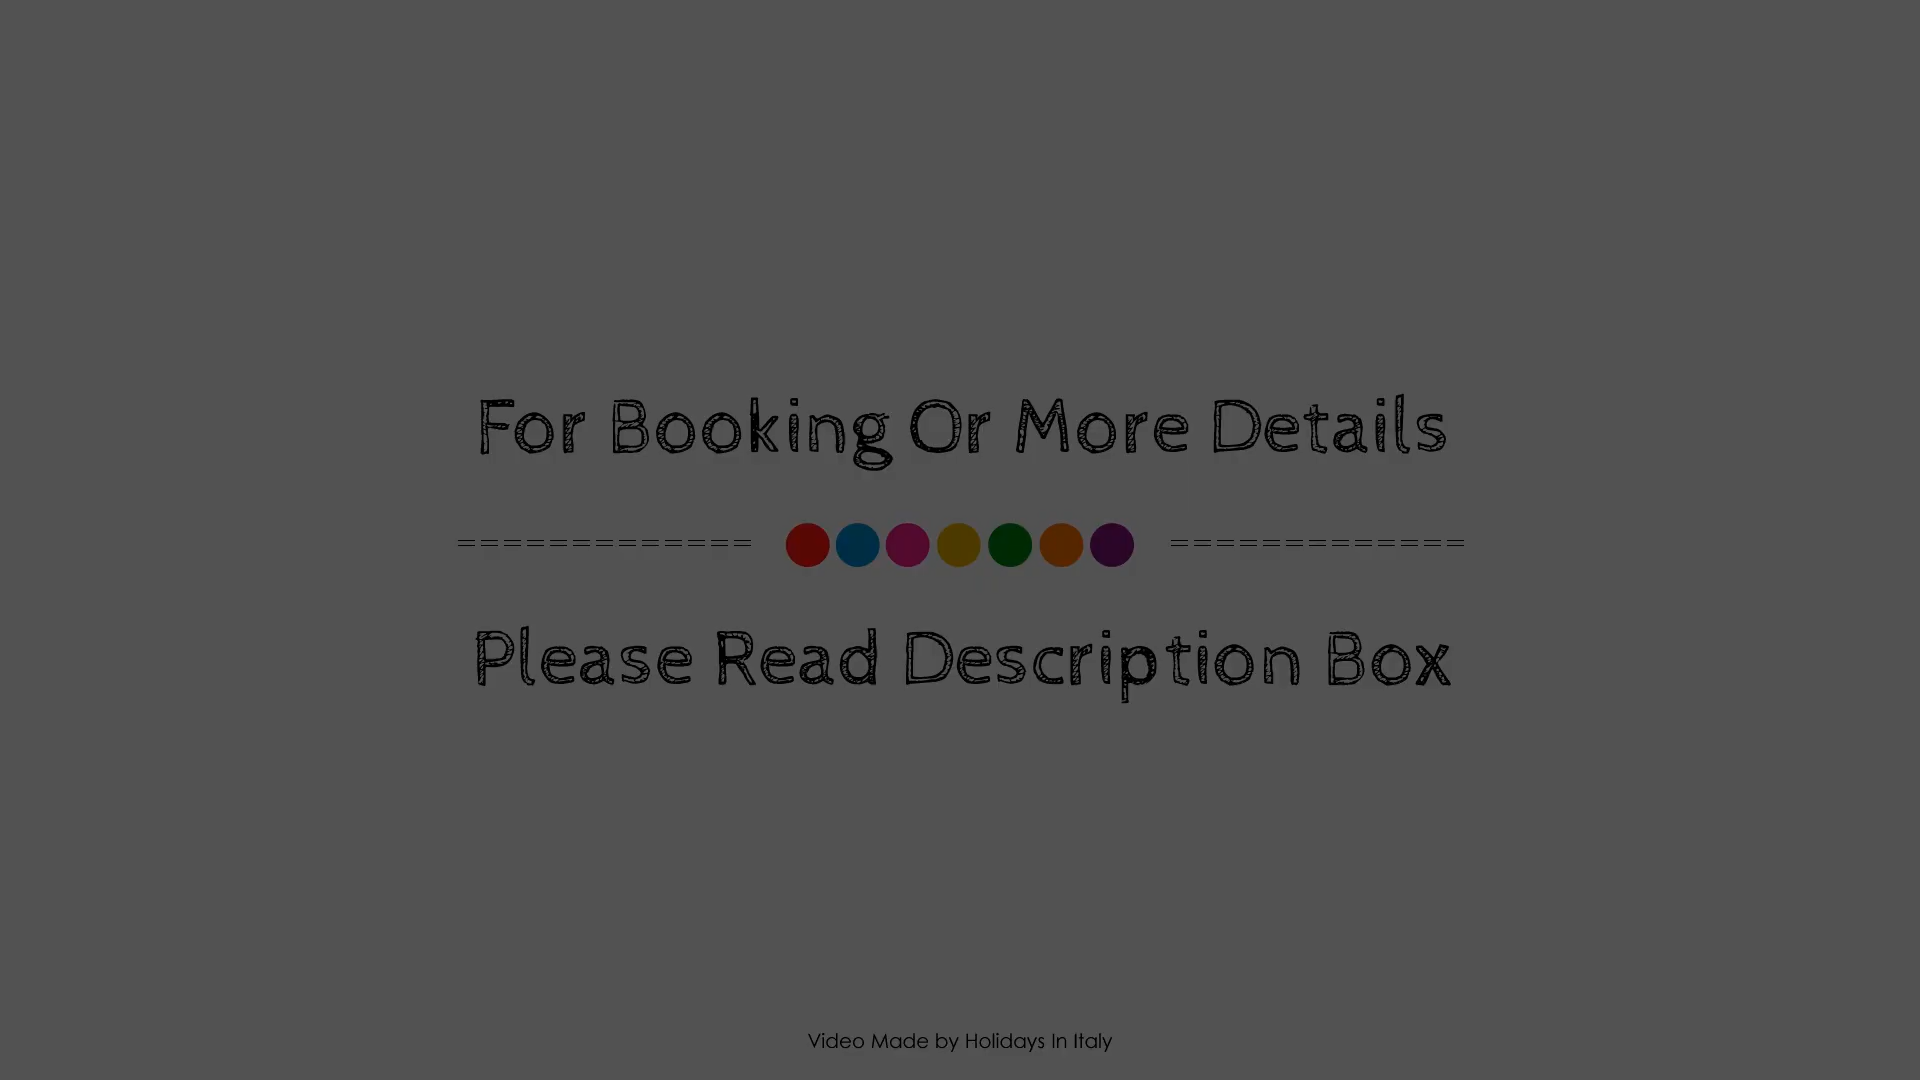 For Booking Or More Details
============= =============
Please Read Description Box
Video Made by Holidays In Italy